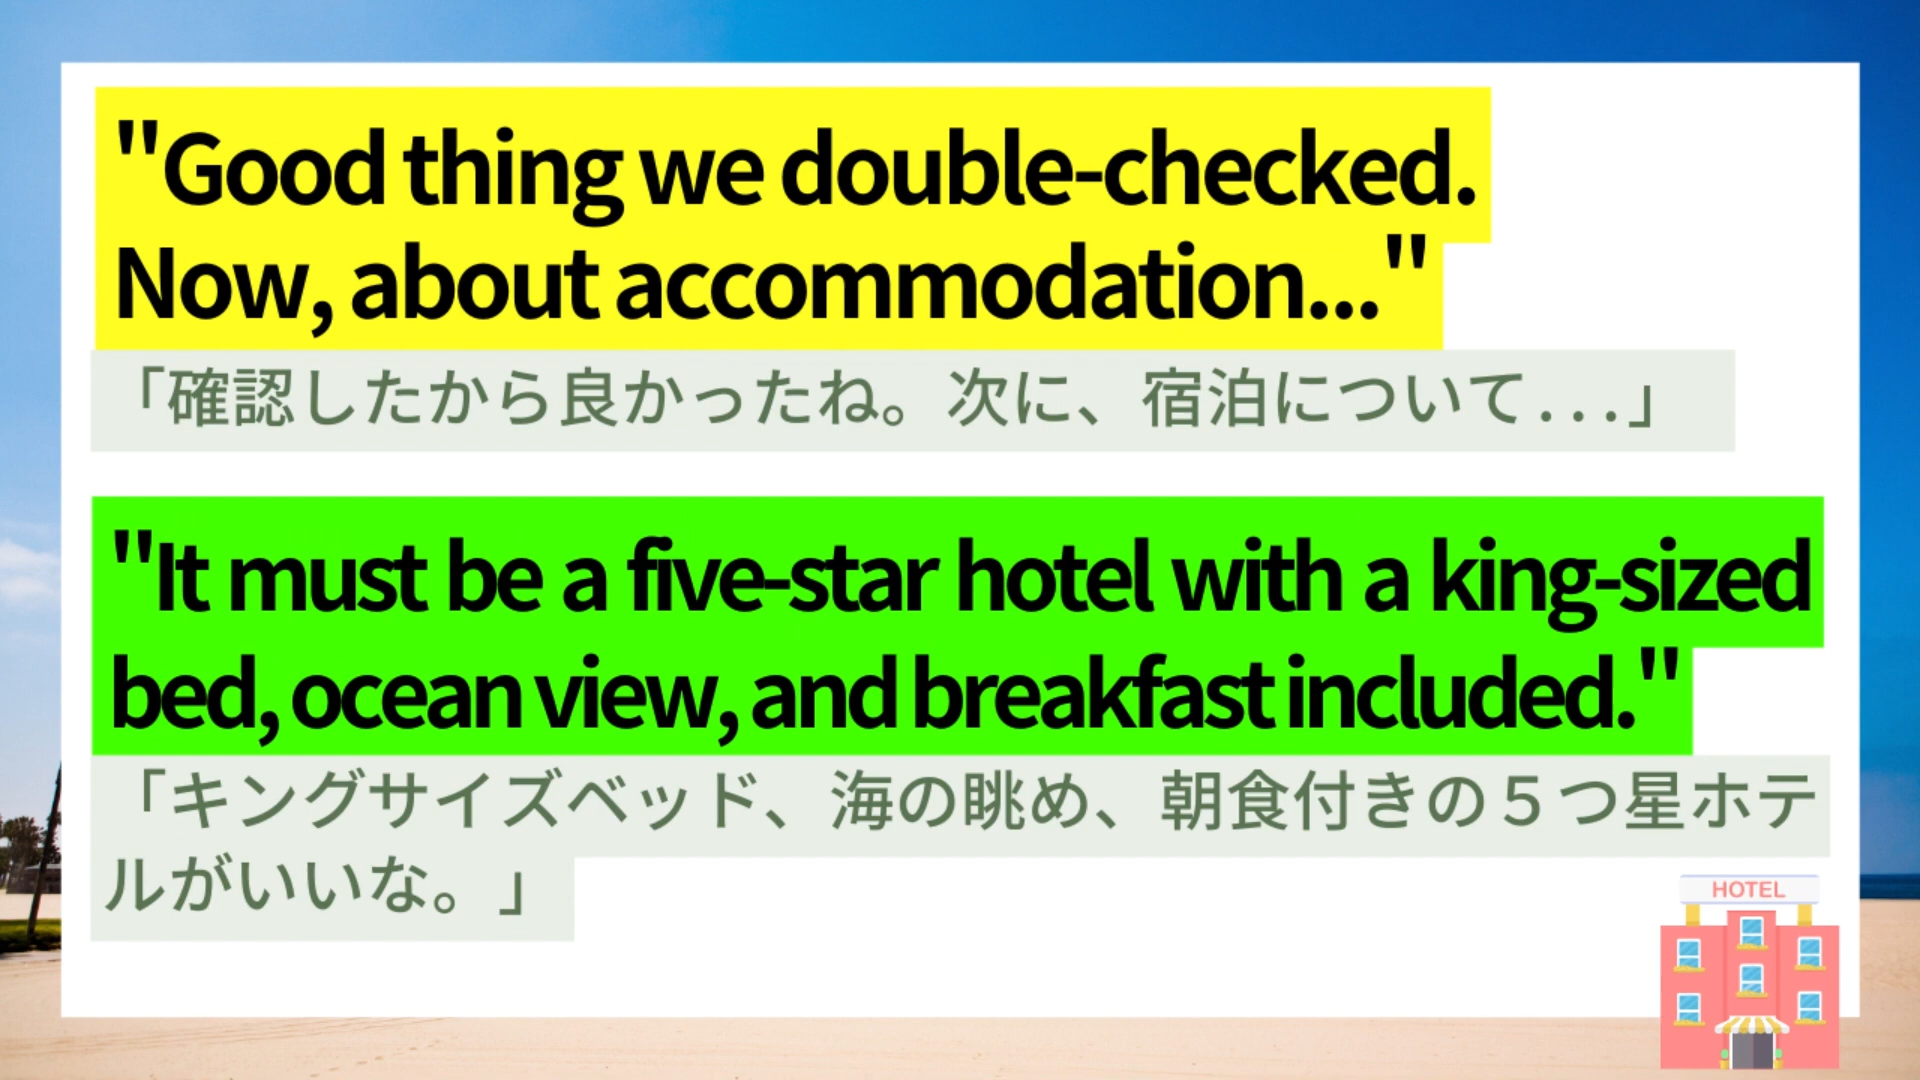 "Good thing we double-checked.
Now, about accommodation..."
「確認したから良かったね。次に、宿泊について...」
"It must be a five-star hotel with a king-sized
bed, ocean view, and breakfast included."
「キングサイズベッド、海の眺め、朝食付きの５つ星ホテ
ルがいいな。」
HOTEL